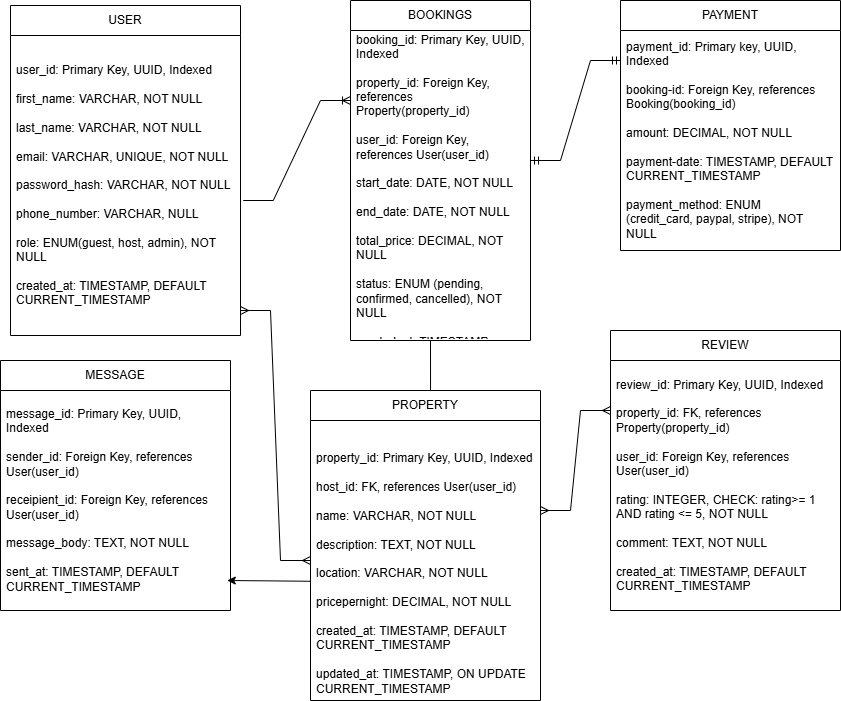 USER
user_id: Primary Key, UUID, Indexed
first_name: VARCHAR, NOT NULL
last_name: VARCHAR, NOT NULL
email: VARCHAR, UNIQUE, NOT NULL
password_hash: VARCHAR, NOT NULL
phone_number: VARCHAR, NULL
role: ENUM(guest, host, admin), NOT
NULL
created_at: TIMESTAMP, DEFAULT
CURRENT_TIMESTAMP
BOOKINGS
booking_id: Primary Key, UUID,
Indexed
property_id: Foreign Key,
references
Property(property_id)
user_id: Foreign Key,
references User(user_id)
start_date: DATE, NOT NULL
end_date: DATE, NOT NULL
total_price: DECIMAL, NOT
NULL
status: ENUM (pending,
confirmed, cancelled), NOT
NULL
PAYMENT
payment_id: Primary key, UUID,
Indexed
booking-id: Foreign Key, references
Booking(booking_id)
amount: DECIMAL, NOT NULL
payment-date: TIMESTAMP, DEFAULT
CURRENT_TIMESTAMP
payment_method: ENUM
(credit_card, paypal, stripe), NOT
NULL
MESSAGE
message_id: Primary Key, UUID,
Indexed
sender_id: Foreign Key, references
User(user_id)
receipient_id: Foreign Key, references
User(user_id)
message_body: TEXT, NOT NULL
sent_at: TIMESTAMP, DEFAULT
CURRENT_TIMESTAMP
PROPERTY
property_id: Primary Key, UUID, Indexed
host_id: FK, references User(user_id)
name: VARCHAR, NOT NULL
description: TEXT, NOT NULL
location: VARCHAR, NOT NULL
pricepernight: DECIMAL, NOT NULL
created_at: TIMESTAMP, DEFAULT
CURRENT_TIMESTAMP
updated_at: TIMESTAMP, ON UPDATE
CURRENT_TIMESTAMP
REVIEW
review_id: Primary Key, UUID, Indexed
property_id: FK, references
Property(property_id)
user_id: Foreign Key, references
User(user_id)
rating: INTEGER, CHECK: rating>= 1
AND rating <= 5, NOT NULL
comment: TEXT, NOT NULL
created_at: TIMESTAMP, DEFAULT
CURRENT_TIMESTAMP